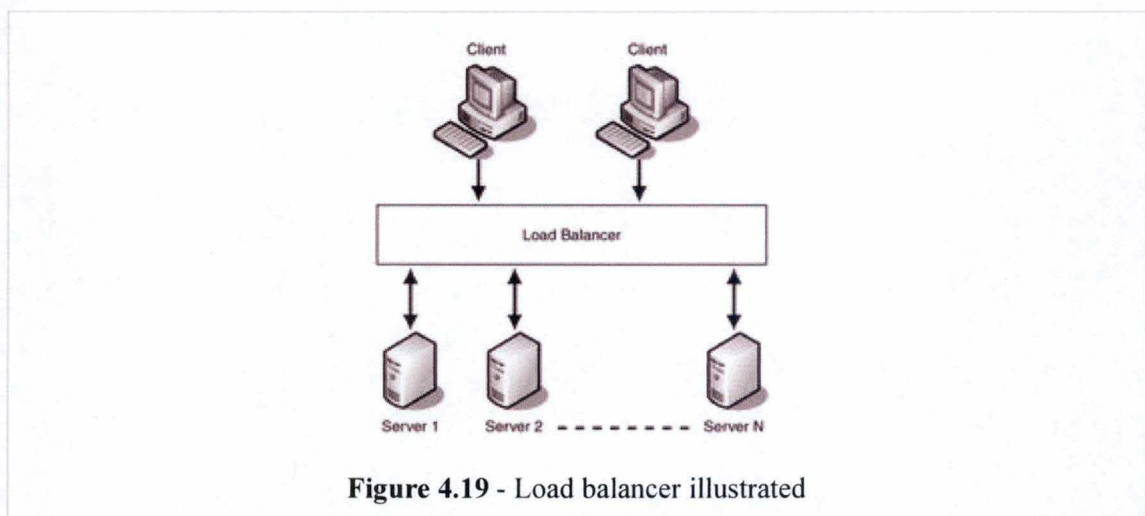 Client Client
Load Balancer
Server 1 Server 2 Server N
Figure 4.19 - Load balancer illustrated